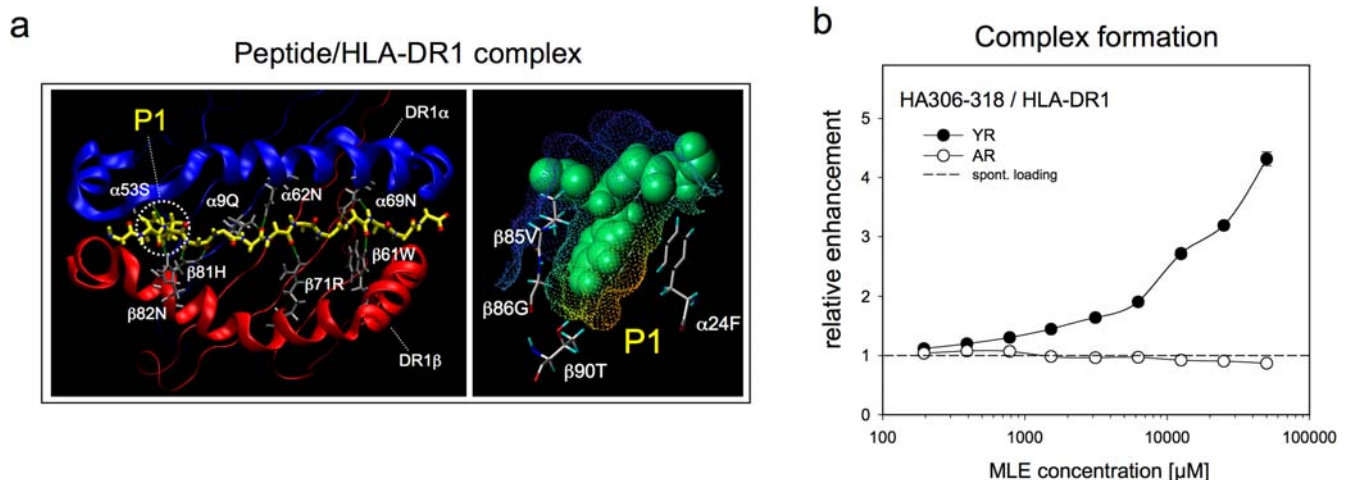 a
Peptide/HLA-DR1 complex
P1
DR1α
α53S
α9Q
α62N
α69N
β81H
β82N
β71R
β61W
DR1β
β85V
β86G
β90T
P1
α24F
b
Complex formation
HA306-318 / HLA-DR1
YR
AR
spont. loading
relative enhancement
5
4
3
2
1
0
100 1000 10000 100000
MLE concentration [µM]